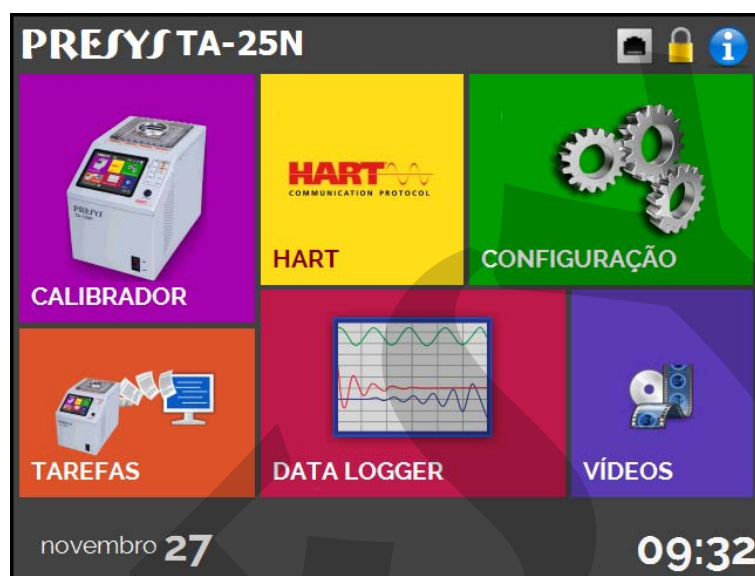 PRESYS TA-25N
HART
COMMUNICATION PROTOCOL
HART
CONFIGURAÇÃO
CALIBRADOR
TAREFAS
DATA LOGGER
VÍDEOS
novembro 27
09:32